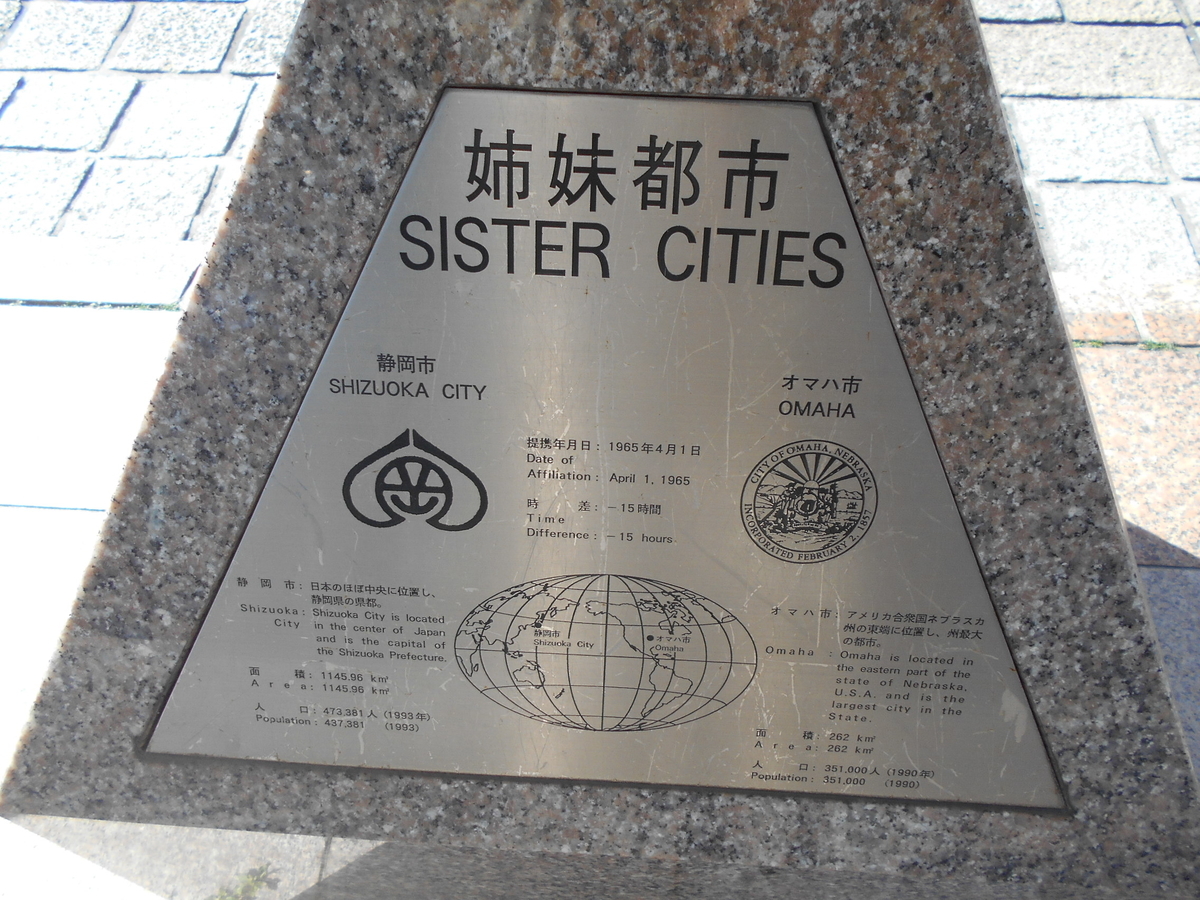 姉妹都市
SISTER CITIES
静岡市
SHIZUOKA CITY
オマハ市
OMAHA
提携年月日：1965年4月1日
Date of
Affiliation : April 1, 1965
時　差：－15時間
Time
Difference : －15 hours
CITY OF OMAHA, NEBRASKA
INCORPORATED FEBRUARY 2, 1857
静岡市：日本のほぼ中央に位置し、
静岡県の県都。
Shizuoka : Shizuoka City is located
City in the center of Japan
and is the capital of
the Shizuoka Prefecture.
面　積：1145.96 km²
Area : 1145.96 km²
人　口：473,381人（1993年）
Population : 437,381 (1993)
静岡市
Shizuoka City
オマハ市
Omaha
オマハ市：アメリカ合衆国ネブラスカ
州の東端に位置し、州最大
の都市。
Omaha : Omaha is located in
the eastern part of the
state of Nebraska,
U.S.A. and is the
largest city in the
State.
面　積：262 km²
Area : 262 km²
人　口：351,000人（1990年）
Population : 351,000 (1990)